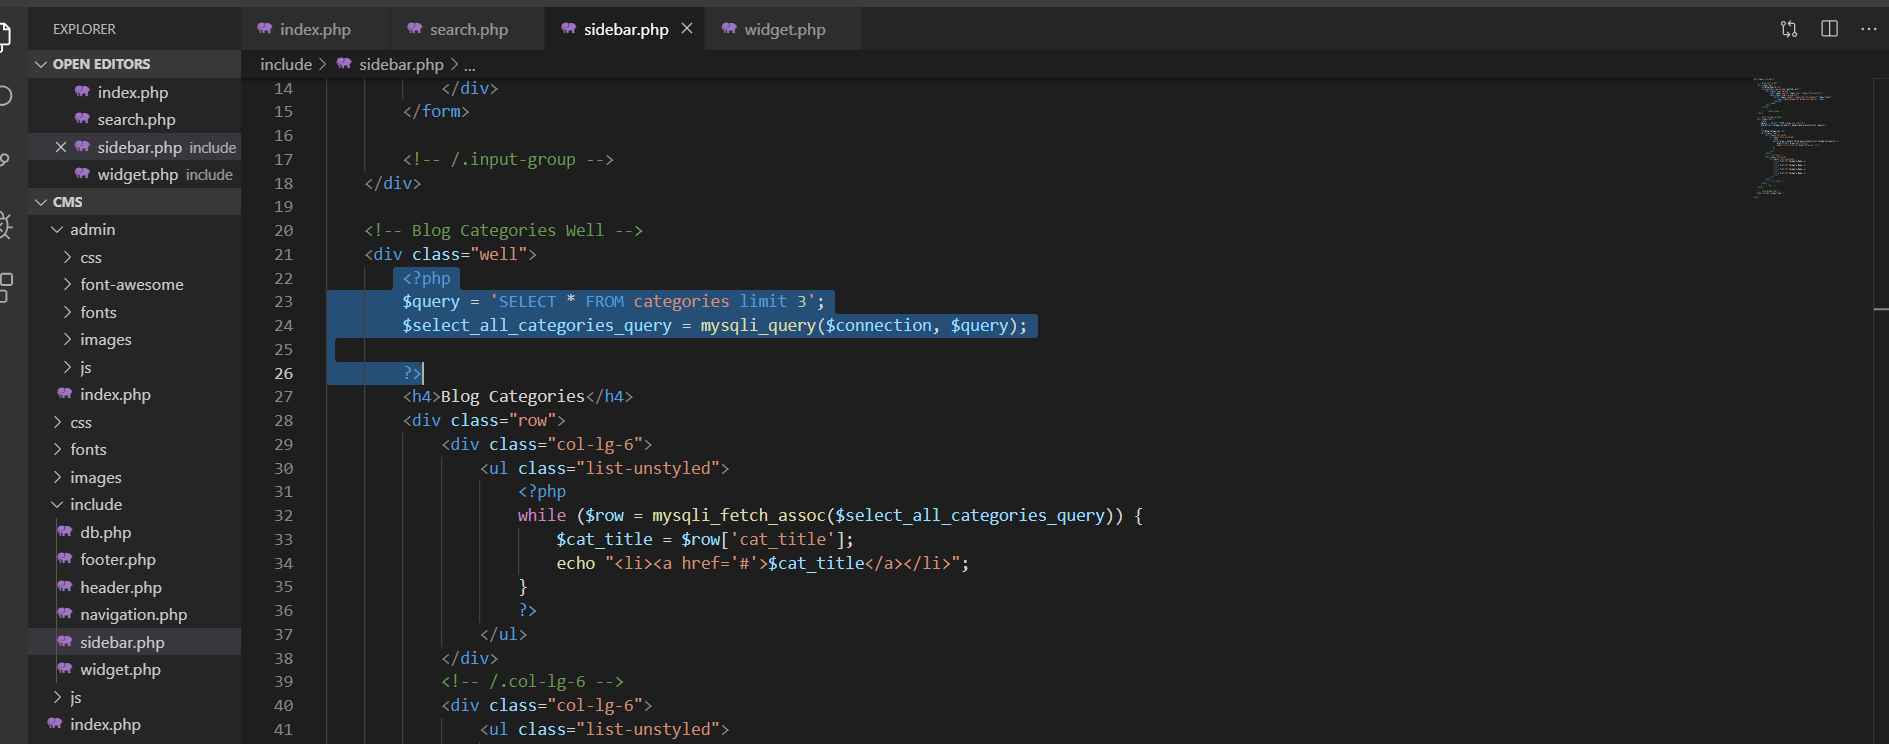 EXPLORER
OPEN EDITORS
index.php
search.php
sidebar.php include
widget.php include
CMS
admin
css
font-awesome
fonts
images
js
index.php
css
fonts
images
include
db.php
footer.php
header.php
navigation.php
sidebar.php
widget.php
js
index.php
index.php search.php sidebar.php widget.php
include > sidebar.php > ...
14 </div>
15 </form>
16
17 <!-- /.input-group -->
18 </div>
19
20 <!-- Blog Categories Well -->
21 <div class="well">
22 <?php
23 $query = 'SELECT * FROM categories limit 3';
24 $select_all_categories_query = mysqli_query($connection, $query);
25
26 ?>
27 <h4>Blog Categories</h4>
28 <div class="row">
29 <div class="col-lg-6">
30 <ul class="list-unstyled">
31 <?php
32 while ($row = mysqli_fetch_assoc($select_all_categories_query)) {
33 $cat_title = $row['cat_title'];
34 echo "<li><a href='#'>$cat_title</a></li>";
35 }
36 ?>
37 </ul>
38 </div>
39 <!-- /.col-lg-6 -->
40 <div class="col-lg-6">
41 <ul class="list-unstyled">